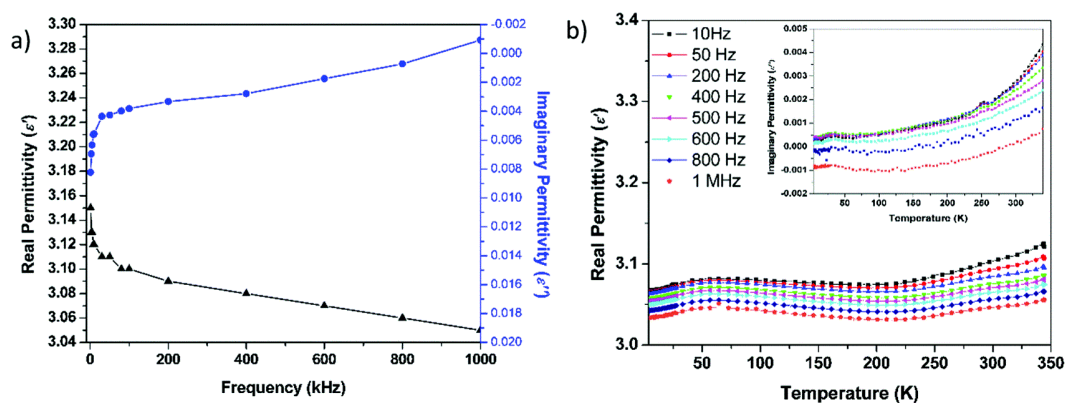 a)
3.30
3.28
3.26
3.24
3.22
3.20
3.18
3.16
3.14
3.12
3.10
3.08
3.06
3.04
Real Permittivity (ε')
0 200 400 600 800 1000
Frequency (kHz)
-0.002
0.000
0.002
0.004
0.006
0.008
0.010
0.012
0.014
0.016
0.018
0.020
Imaginary Permittivity (ε'')
b)
3.4
3.3
3.2
3.1
3.0
Real Permittivity (ε')
10Hz
50 Hz
200 Hz
400 Hz
500 Hz
600 Hz
800 Hz
1 MHz
0.005
0.004
0.003
0.002
0.001
0.000
-0.001
-0.002
Imaginary Permittivity (ε')
50 100 150 200 250 300
Temperature (K)
50 100 150 200 250 300 350
Temperature (K)